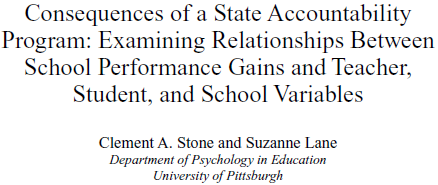 Consequences of a State Accountability
Program: Examining Relationships Between
School Performance Gains and Teacher,
Student, and School Variables
Clement A. Stone and Suzanne Lane
Department of Psychology in Education
University of Pittsburgh